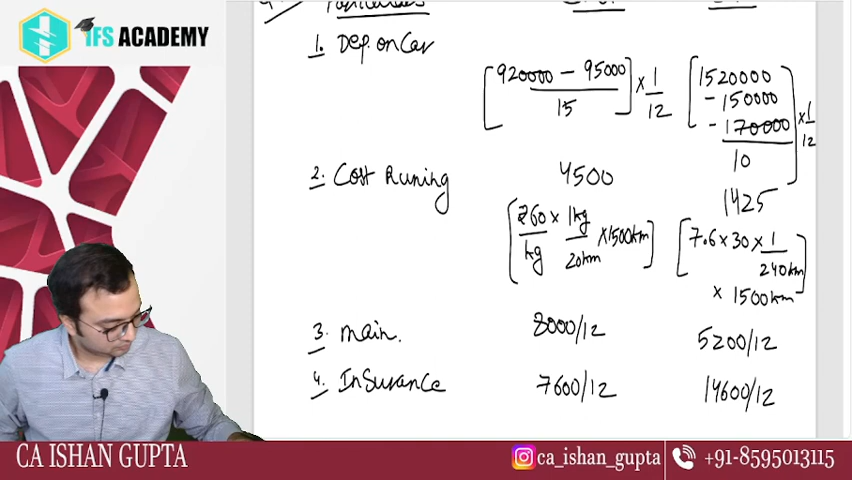 IFS ACADEMY
Particulars
1. Dep. on Car
[920000 - 95000 / 15] × 1/12
[1520000 - 150000 - 170000 / 10] × 1/12
2. Cost Runing
4500
1425
[260/kg × 1kg/20km × 1500km]
[7.6 × 30 × 1/240km × 1500km]
3. main.
8000/12
5200/12
4. Insurance
7600/12
14600/12
CA ISHAN GUPTA
ca_ishan_gupta
+91-8595013115